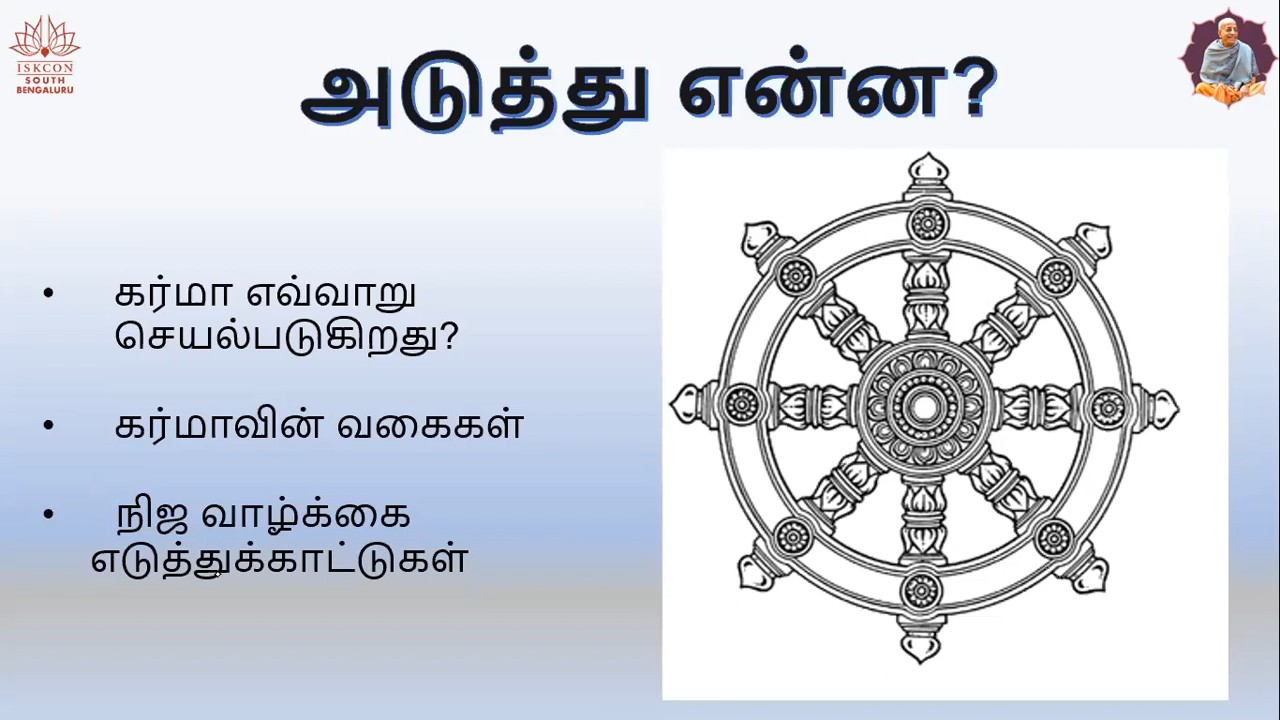 ISKCON
SOUTH
BENGALURU
அடுத்து என்ன?
• கர்மா எவ்வாறு
செயல்படுகிறது?
• கர்மாவின் வகைகள்
• நிஜ வாழ்க்கை
எடுத்துக்காட்டுகள்